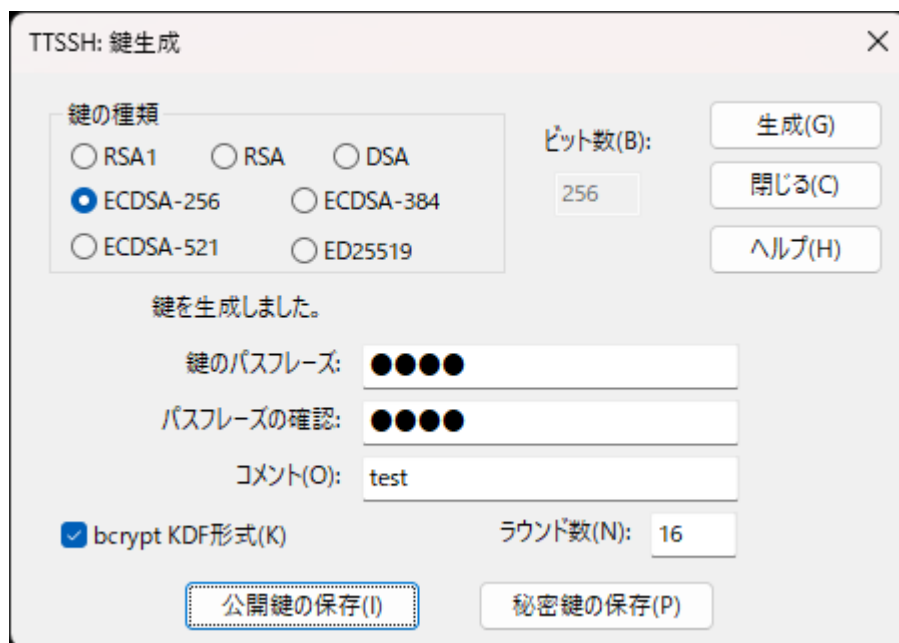 TTSSH: 鍵生成
鍵の種類
RSA1 RSA DSA
ECDSA-256 ECDSA-384
ECDSA-521 ED25519
ビット数(B):
256
生成(G)
閉じる(C)
ヘルプ(H)
鍵を生成しました。
鍵のパスフレーズ: ●●●●
パスフレーズの確認: ●●●●
コメント(O): test
bcrypt KDF形式(K) ラウンド数(N): 16
公開鍵の保存(I) 秘密鍵の保存(P)